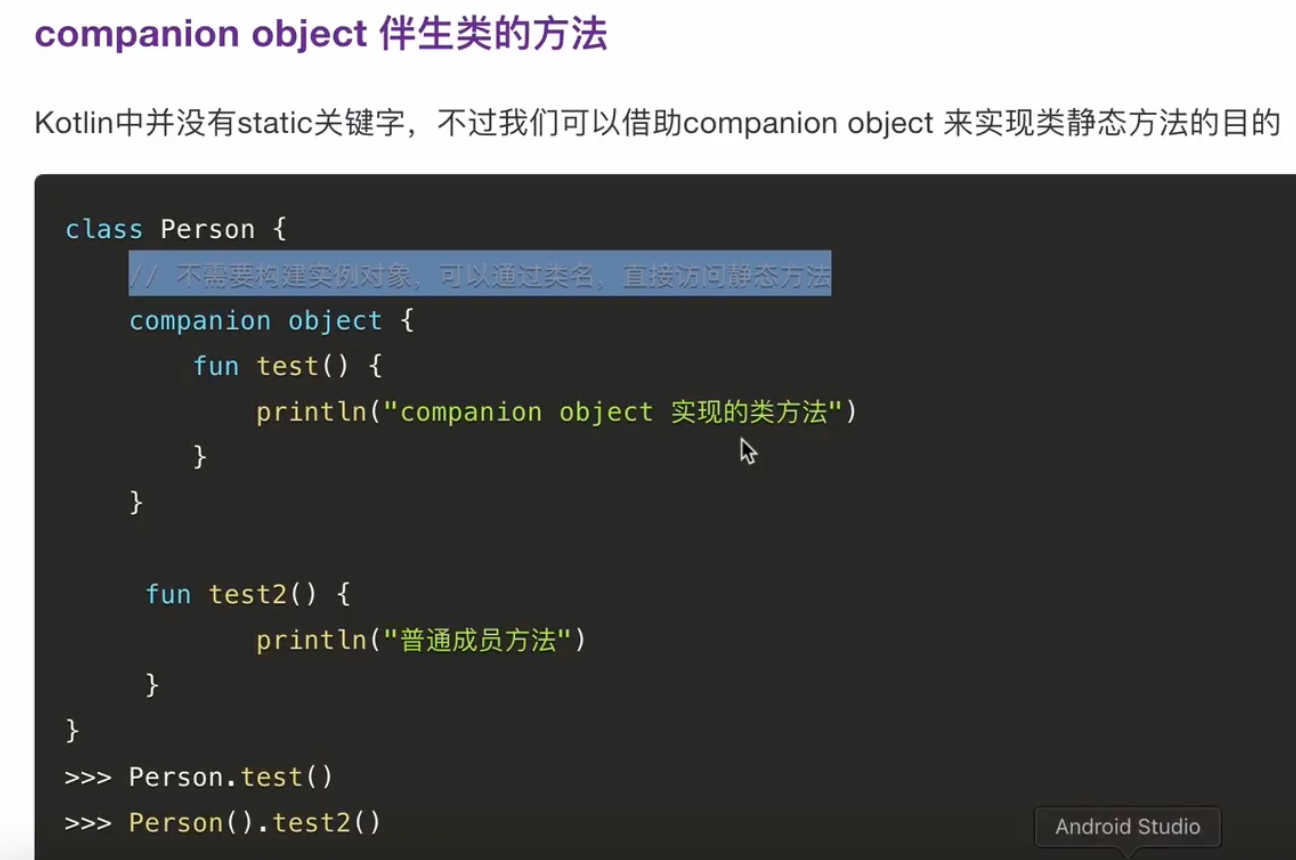 companion object 伴生类的方法
Kotlin中并没有static关键字，不过我们可以借助companion object 来实现类静态方法的目的
class Person {
// 不需要构建实例对象，可以通过类名，直接访问静态方法
companion object {
fun test() {
println("companion object 实现的类方法")
}
}
fun test2() {
println("普通成员方法")
}
}
>>> Person.test()
>>> Person().test2()
Android Studio